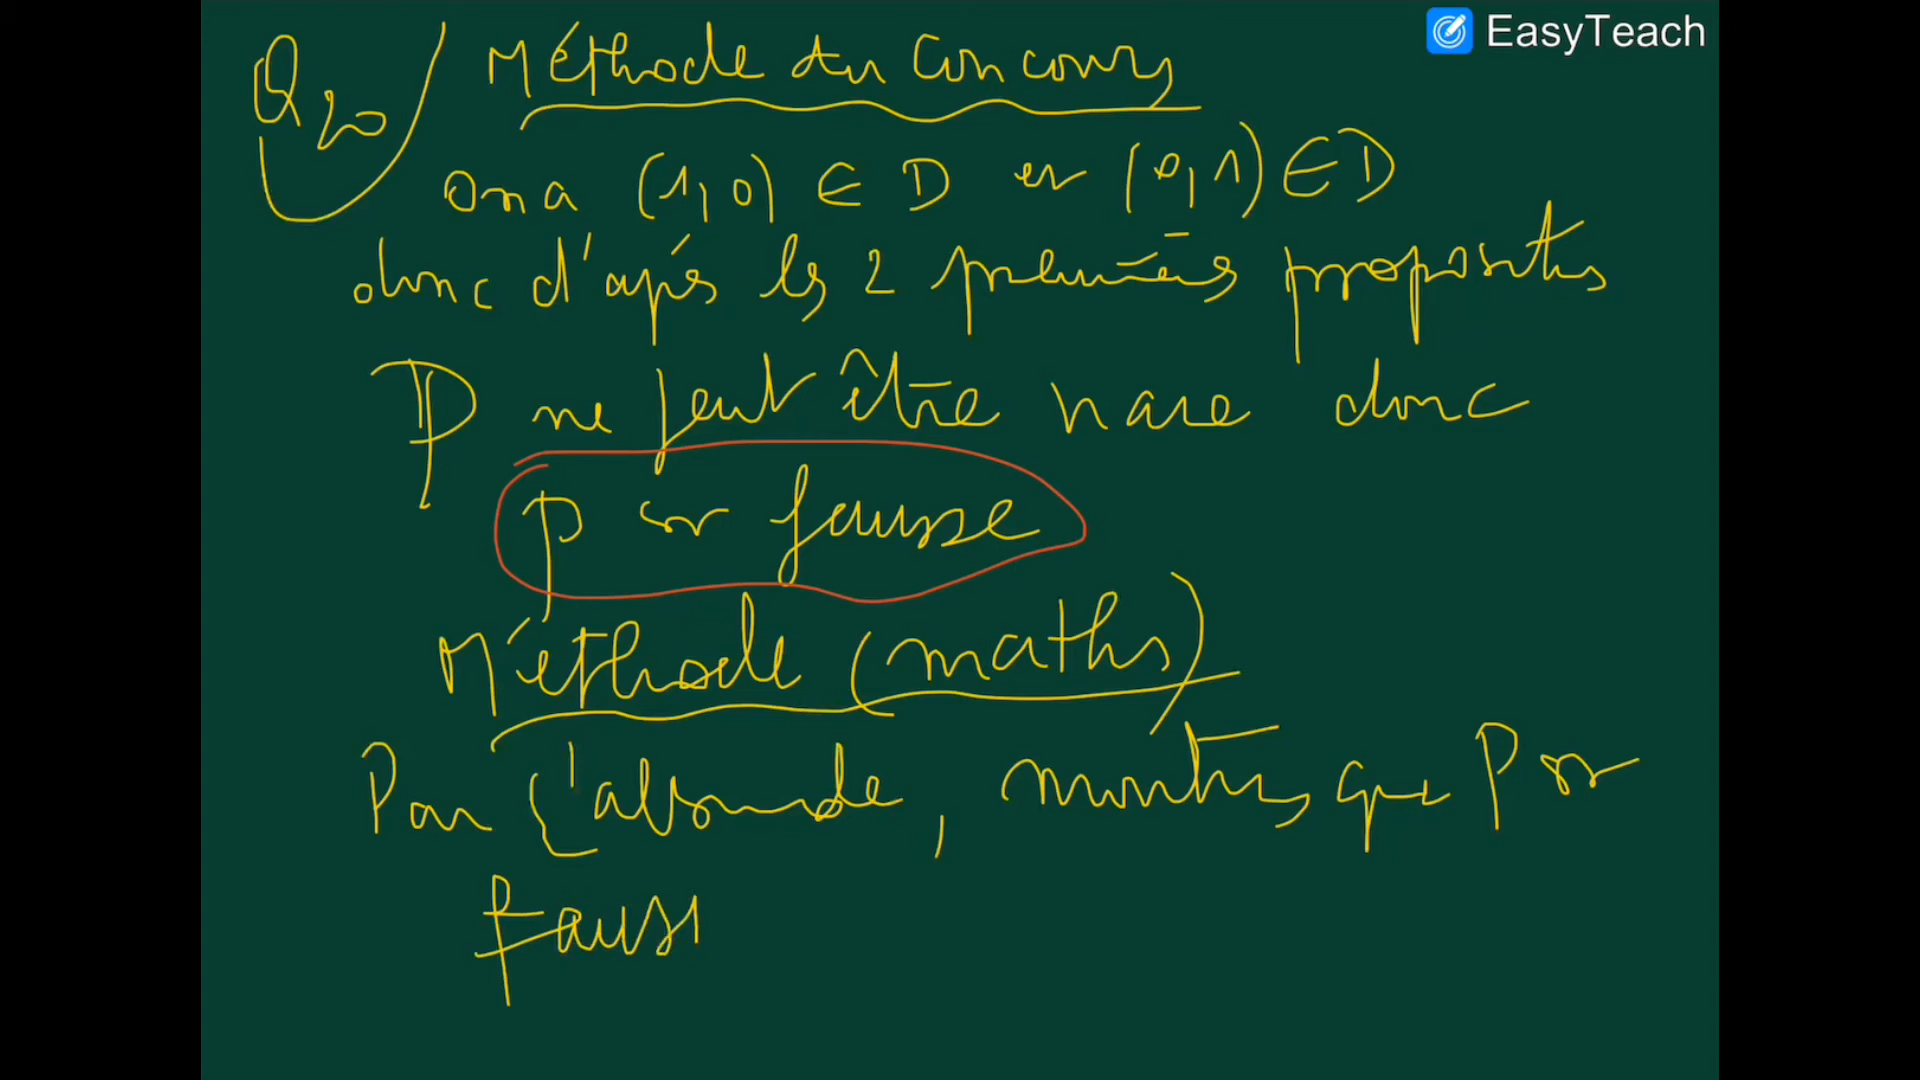 EasyTeach
Q20 Méthode du Concours
On a (1,0) ∈ D et (0,1) ∈ D
donc d'après les 2 premières propositions
P ne peut être vraie donc
P est fausse
Méthode (maths)
Par l'absurde, montrons que P est
fauss